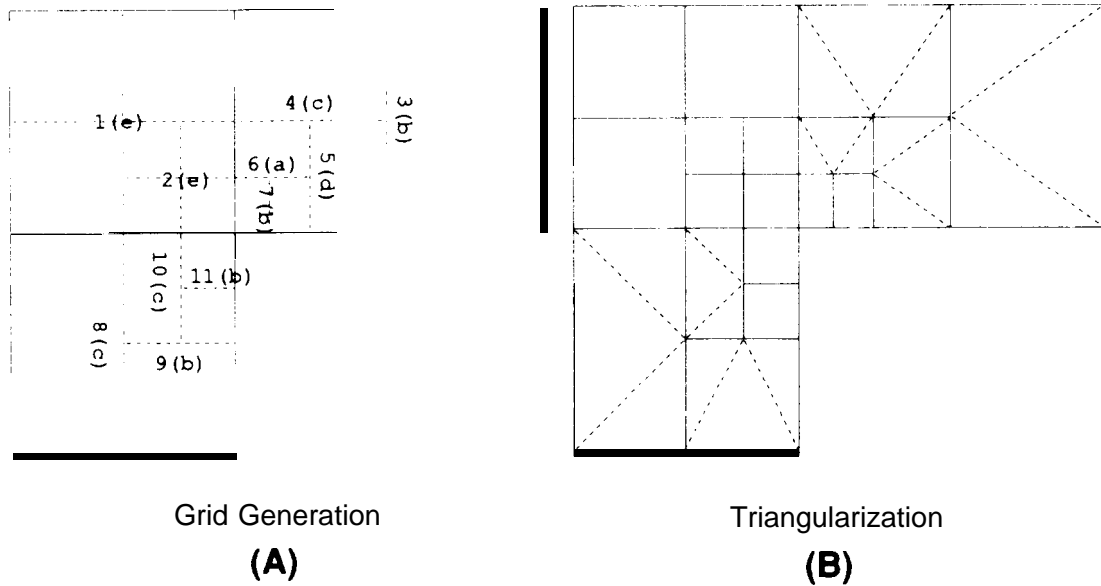 4(c)
3(b)
1(e)
6(a)
5(d)
2(e)
7(b)
10(c)
11(b)
8(c)
9(b)
Grid Generation
Triangularization
(A)
(B)